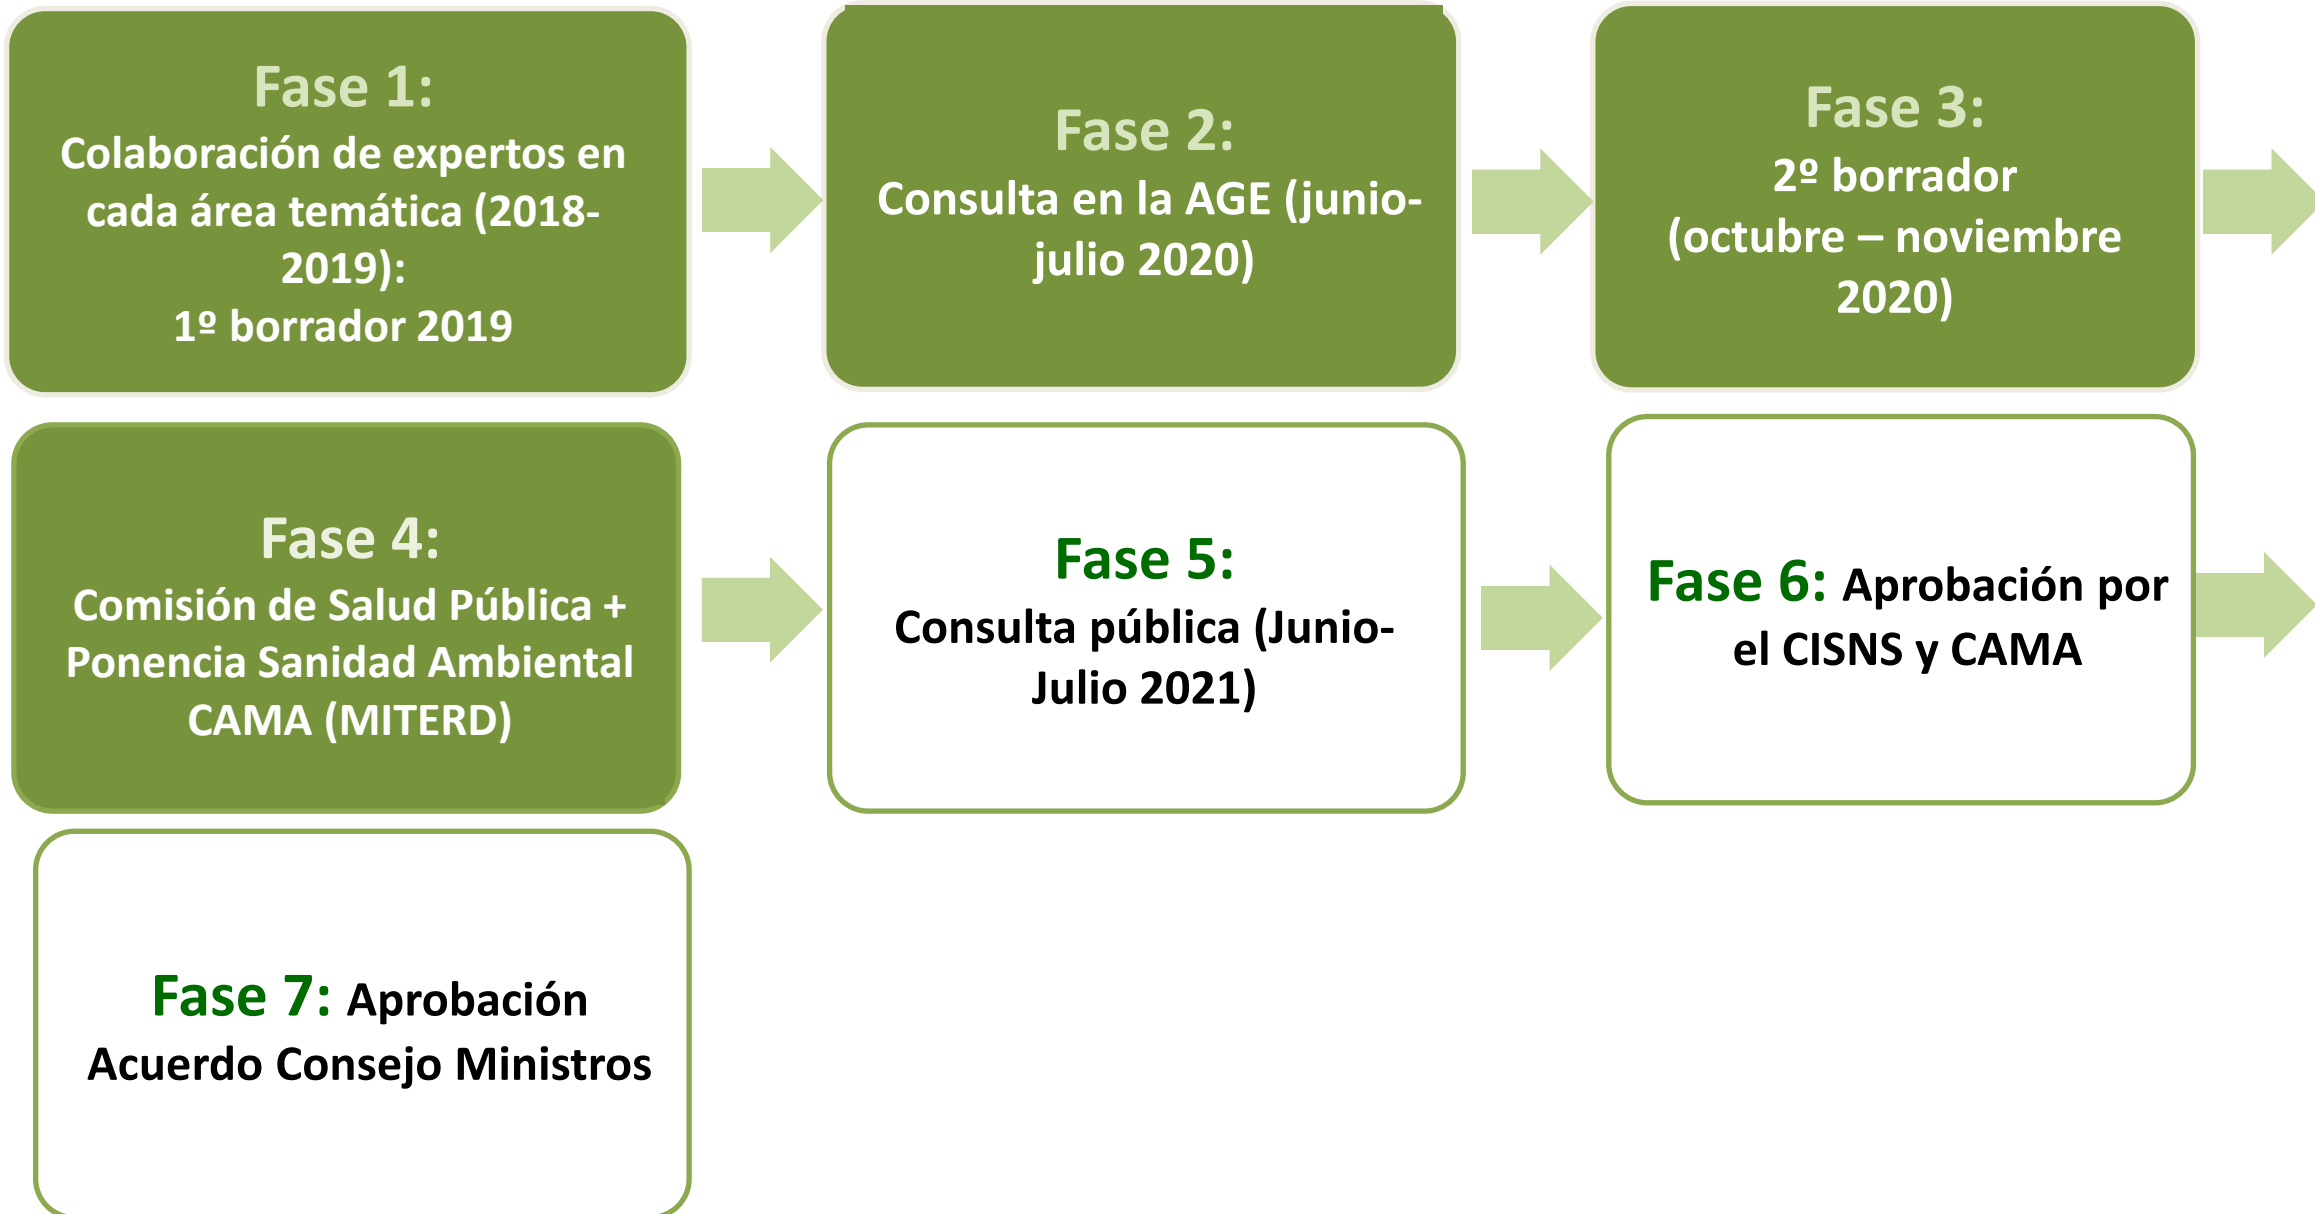 Fase 1:
Colaboración de expertos en
cada área temática (2018-
2019):
1º borrador 2019
Fase 2:
Consulta en la AGE (junio-
julio 2020)
Fase 3:
2º borrador
(octubre – noviembre
2020)
Fase 4:
Comisión de Salud Pública +
Ponencia Sanidad Ambiental
CAMA (MITERD)
Fase 5:
Consulta pública (Junio-
Julio 2021)
Fase 6: Aprobación por
el CISNS y CAMA
Fase 7: Aprobación
Acuerdo Consejo Ministros